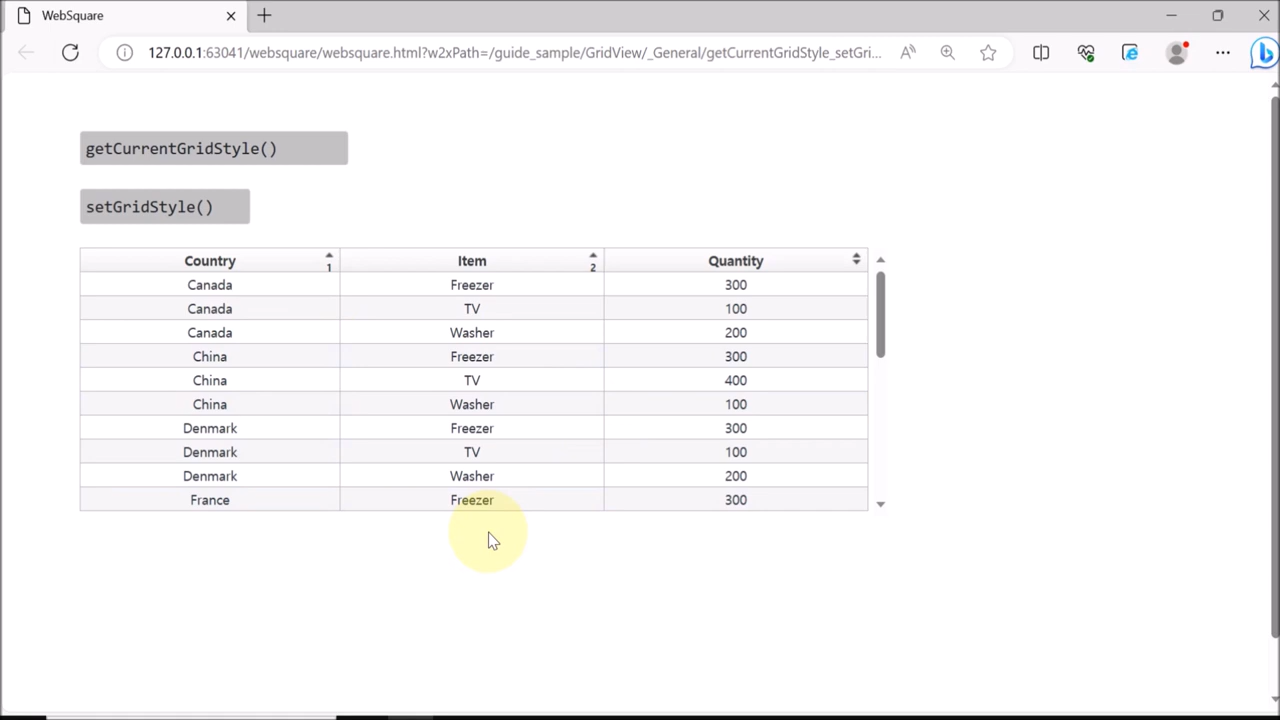 WebSquare
127.0.0.1:63041/websquare/websquare.html?w2xPath=/guide_sample/GridView/_General/getCurrentGridStyle_setGri...
getCurrentGridStyle()
setGridStyle()
Country 1 Item 2 Quantity
Canada Freezer 300
Canada TV 100
Canada Washer 200
China Freezer 300
China TV 400
China Washer 100
Denmark Freezer 300
Denmark TV 100
Denmark Washer 200
France Freezer 300